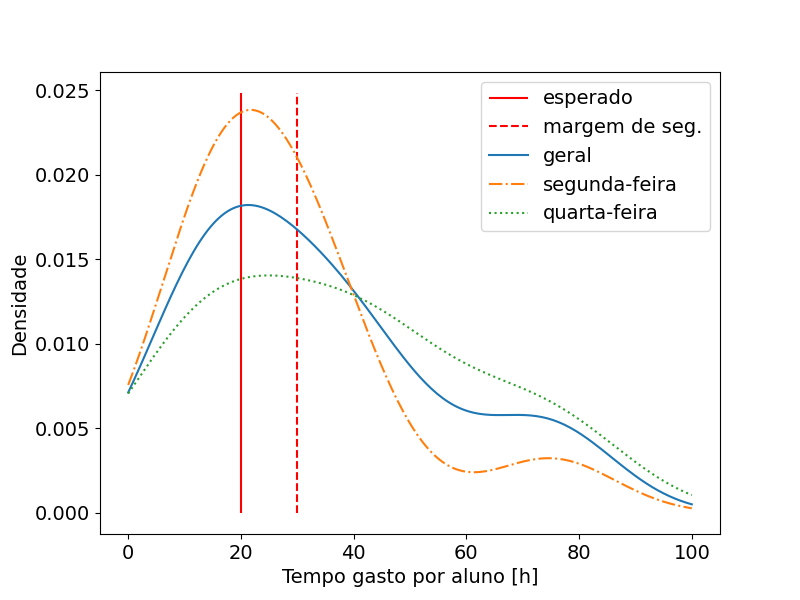 esperado
margem de seg.
geral
segunda-feira
quarta-feira
Densidade
0.025
0.020
0.015
0.010
0.005
0.000
0 20 40 60 80 100
Tempo gasto por aluno [h]